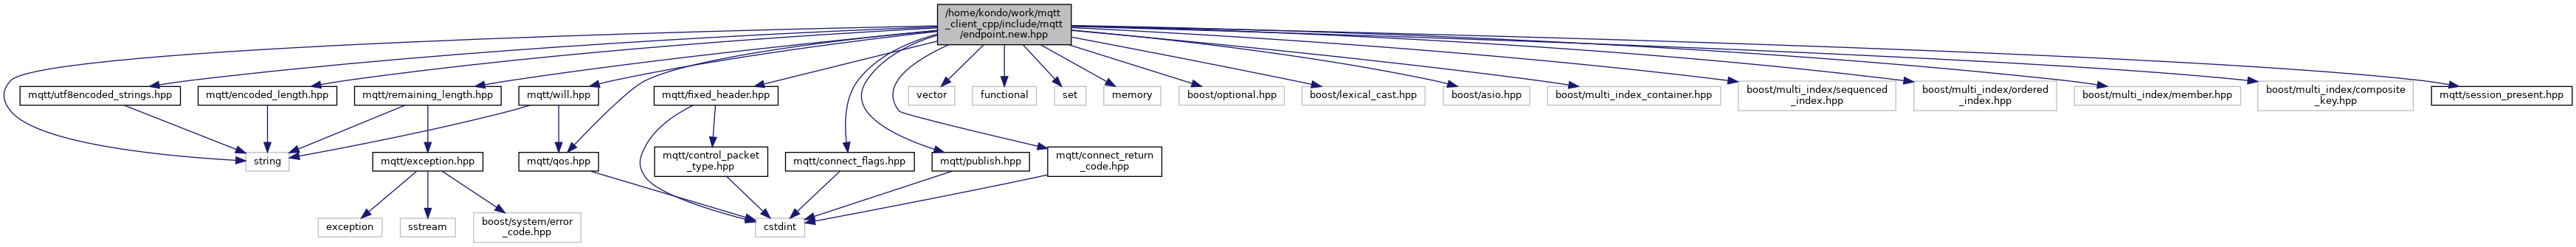 /home/kondo/work/mqtt
_client_cpp/include/mqtt
/endpoint.new.hpp
mqtt/utf8encoded_strings.hpp
mqtt/encoded_length.hpp
mqtt/remaining_length.hpp
mqtt/will.hpp
mqtt/fixed_header.hpp
vector
functional
set
memory
boost/optional.hpp
boost/lexical_cast.hpp
boost/asio.hpp
boost/multi_index_container.hpp
boost/multi_index/sequenced
_index.hpp
boost/multi_index/ordered
_index.hpp
boost/multi_index/member.hpp
boost/multi_index/composite
_key.hpp
mqtt/session_present.hpp
string
mqtt/exception.hpp
mqtt/qos.hpp
mqtt/control_packet
_type.hpp
mqtt/connect_flags.hpp
mqtt/publish.hpp
mqtt/connect_return
_code.hpp
exception
sstream
boost/system/error
_code.hpp
cstdint